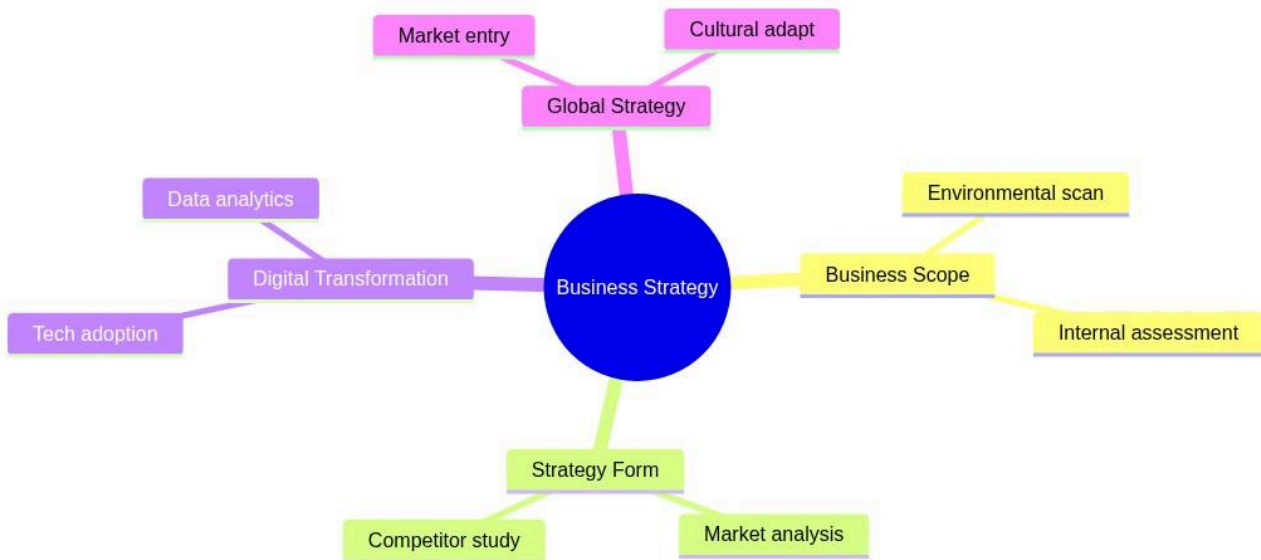 Market entry
Cultural adapt
Global Strategy
Data analytics
Environmental scan
Digital Transformation
Business Strategy
Business Scope
Tech adoption
Internal assessment
Strategy Form
Competitor study
Market analysis